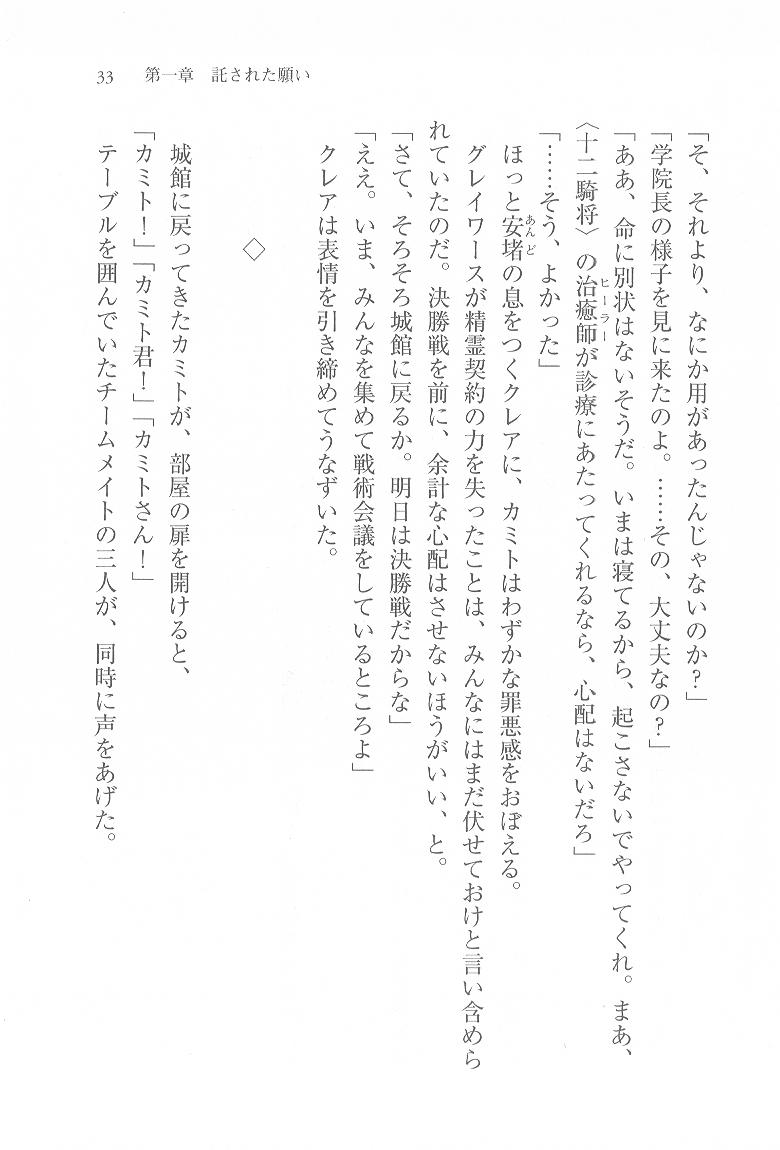 33　第一章　託された願い
「そ、それより、なにか用があったんじゃないのか？」
「学院長の様子を見に来たのよ。……その、大丈夫なの？」
「ああ、命に別状はないそうだ。いまは寝てるから、起こさないでやってくれ。まあ、
〈十二騎将〉の治癒師が診療にあたってくれるなら、心配はないだろ」
ヒーラー
「……そう、よかった」
ほっと安堵の息をつくクレアに、カミトはわずかな罪悪感をおぼえる。
あんど
グレイワースが精霊契約の力を失ったことは、みんなにはまだ伏せておけと言い含めら
れていたのだ。決勝戦を前に、余計な心配はさせないほうがいい、と。
「さて、そろそろ城館に戻るか。明日は決勝戦だからな」
「ええ。いま、みんなを集めて戦術会議をしているところよ」
クレアは表情を引き締めてうなずいた。
◇
城館に戻ってきたカミトが、部屋の扉を開けると、
「カミト！」「カミト君！」「カミトさん！」
テーブルを囲んでいたチームメイトの三人が、同時に声をあげた。